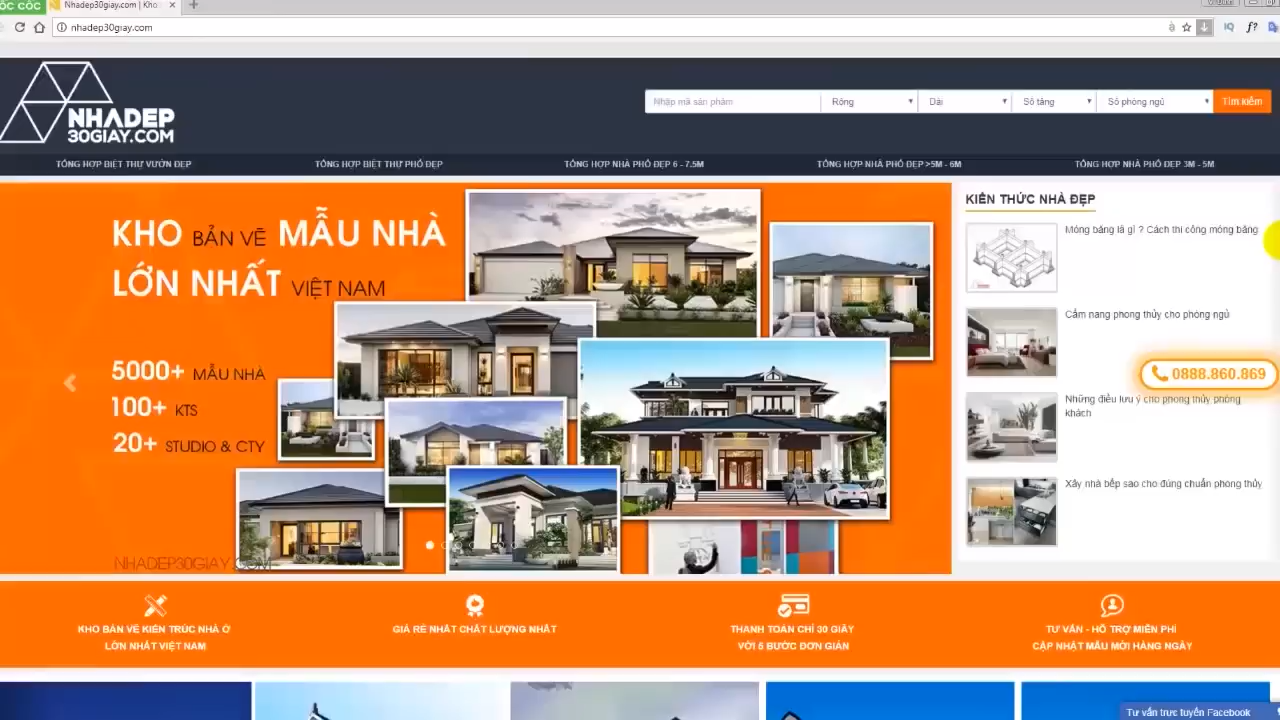 CỐC CỐC
Nhadep30giay.com | Kho
nhadep30giay.com
NHADEP
30GIAY.COM
Nhập mã sản phẩm
Rộng
Dài
Số tầng
Số phòng ngủ
Tìm kiếm
TỔNG HỢP BIỆT THỰ VƯỜN ĐẸP
TỔNG HỢP BIỆT THỰ PHỐ ĐẸP
TỔNG HỢP NHÀ PHỐ ĐẸP 6 - 7.5M
TỔNG HỢP NHÀ PHỐ ĐẸP >5M - 6M
TỔNG HỢP NHÀ PHỐ ĐẸP 3M - 5M
KHO BẢN VẼ MẪU NHÀ
LỚN NHẤT VIỆT NAM
5000+ MẪU NHÀ
100+ KTS
20+ STUDIO & CTY
NHADEP30GIAY.COM
KIẾN THỨC NHÀ ĐẸP
Móng băng là gì ? Cách thi công móng băng
Cẩm nang phong thủy cho phòng ngủ
0888.860.869
Những điều lưu ý cho phong thủy phòng
khách
Xây nhà bếp sao cho đúng chuẩn phong thủy
KHO BẢN VẼ KIẾN TRÚC NHÀ Ở
LỚN NHẤT VIỆT NAM
GIÁ RẺ NHẤT CHẤT LƯỢNG NHẤT
THANH TOÁN CHỈ 30 GIÂY
VỚI 5 BƯỚC ĐƠN GIẢN
TƯ VẤN - HỖ TRỢ MIỄN PHÍ
CẬP NHẬT MẪU MỚI HÀNG NGÀY
Tư vấn trực tuyến Facebook